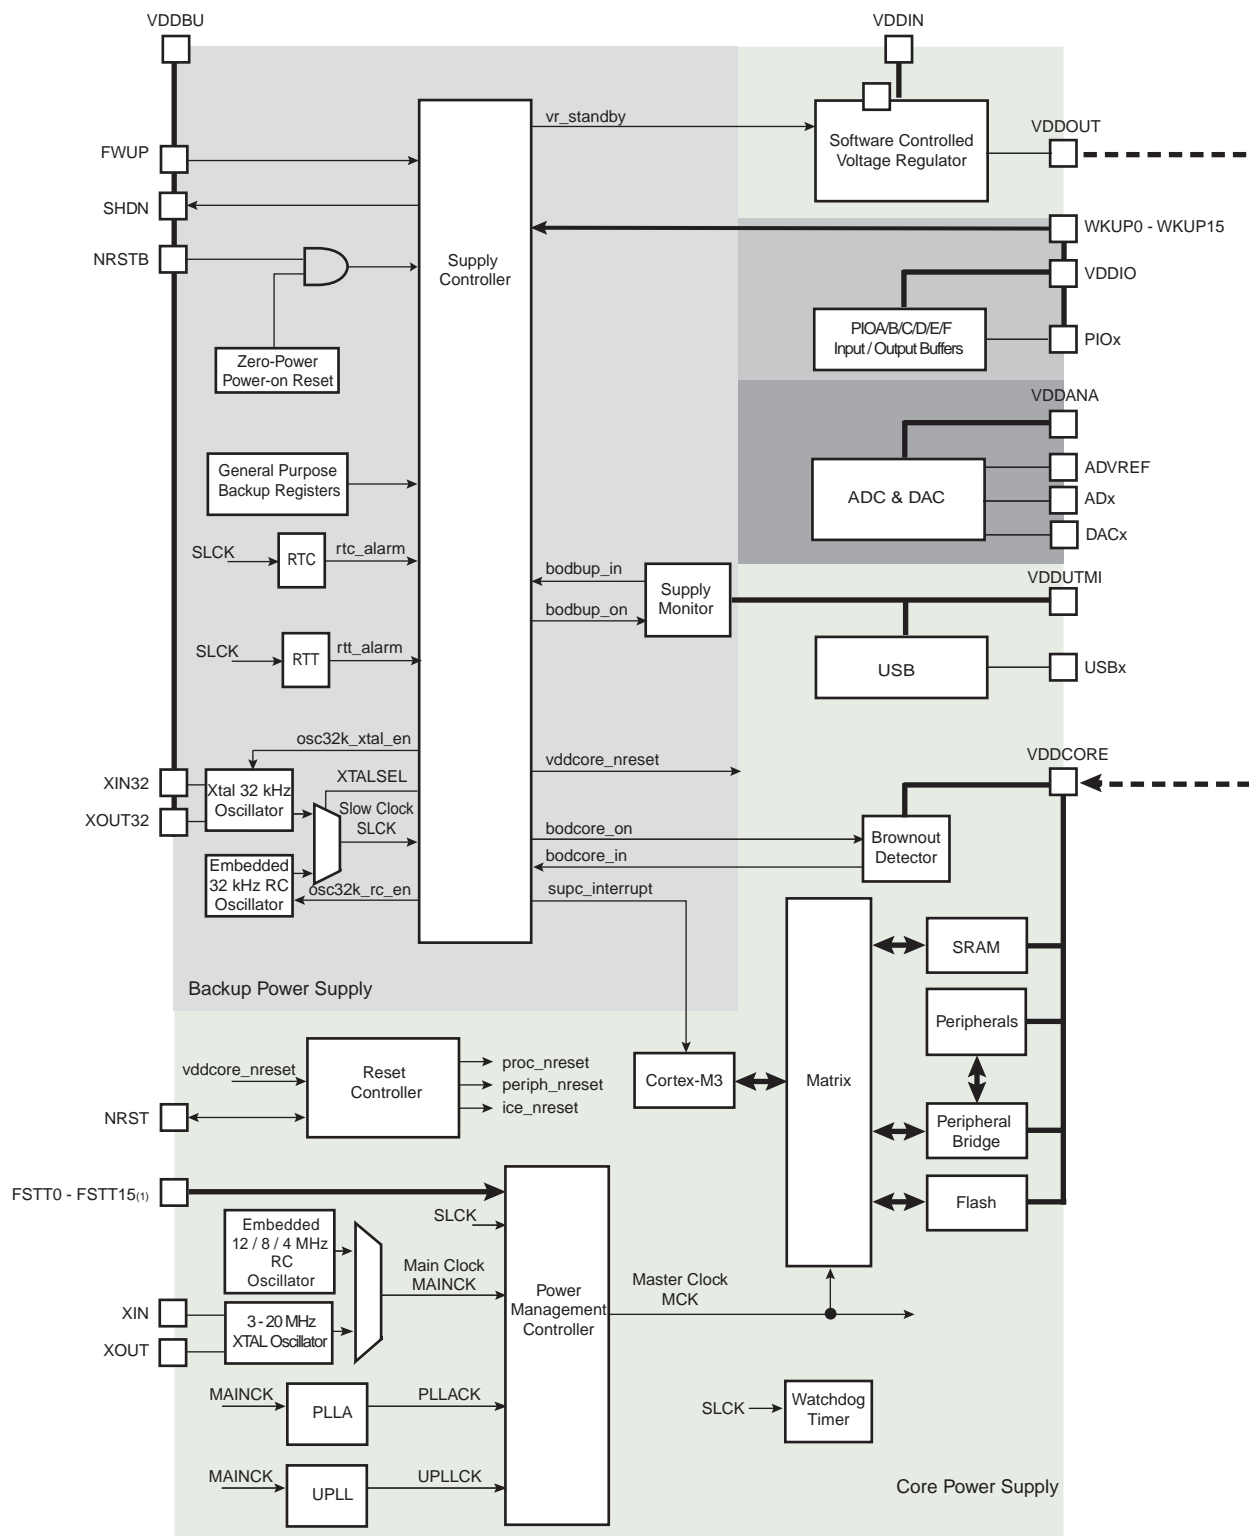 VDDBU
VDDIN
vr_standby
Software Controlled
Voltage Regulator
VDDOUT
FWUP
SHDN
NRSTB
WKUP0 - WKUP15
Supply
Controller
VDDIO
PIOA/B/C/D/E/F
Input / Output Buffers
PIOx
Zero-Power
Power-on Reset
VDDANA
General Purpose
Backup Registers
ADVREF
ADC & DAC
ADx
DACx
SLCK
RTC
rtc_alarm
bodbup_in
Supply
Monitor
bodbup_on
VDDUTMI
SLCK
RTT
rtt_alarm
USB
USBx
osc32k_xtal_en
vddcore_nreset
VDDCORE
XIN32
Xtal 32 kHz
Oscillator
XTALSEL
XOUT32
Slow Clock
SLCK
bodcore_on
Brownout
Detector
bodcore_in
Embedded
32 kHz RC
Oscillator
osc32k_rc_en
supc_interrupt
SRAM
Backup Power Supply
Peripherals
vddcore_nreset
Reset
Controller
proc_nreset
periph_nreset
ice_nreset
Cortex-M3
Matrix
NRST
Peripheral
Bridge
FSTT0 - FSTT15(1)
Flash
SLCK
Embedded
12 / 8 / 4 MHz
RC
Oscillator
Main Clock
MAINCK
Power
Management
Controller
Master Clock
MCK
XIN
3 - 20 MHz
XTAL Oscillator
XOUT
MAINCK
PLLA
PLLACK
SLCK
Watchdog
Timer
MAINCK
UPLL
UPLLCK
Core Power Supply